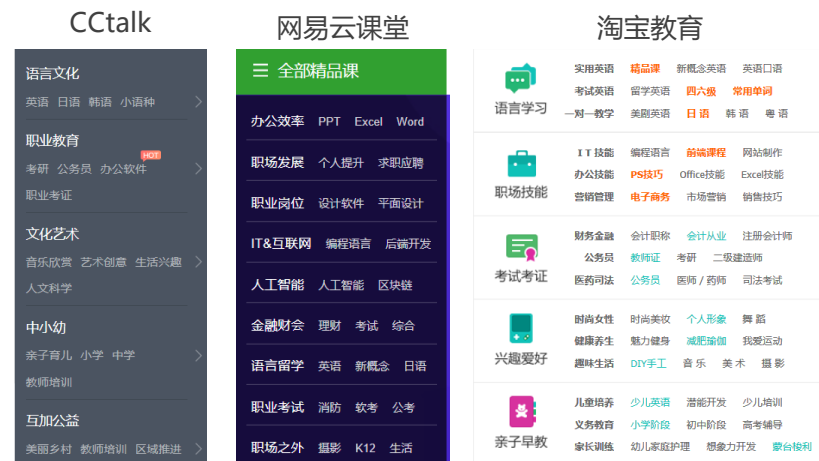 CCtalk
语言文化
英语 日语 韩语 小语种
职业教育
HOT
考研 公务员 办公软件
职业考证
文化艺术
音乐欣赏 艺术创意 生活兴趣
人文科学
中小幼
亲子育儿 小学 中学
教师培训
互加公益
美丽乡村 教师培训 区域推进
网易云课堂
全部精品课
办公效率 PPT Excel Word
职场发展 个人提升 求职应聘
职业岗位 设计软件 平面设计
IT&互联网 编程语言 后端开发
人工智能 人工智能 区块链
金融财会 理财 考试 综合
语言留学 英语 新概念 日语
职业考试 消防 软考 公考
职场之外 摄影 K12 生活
淘宝教育
语言学习
实用英语 精品课 新概念英语 英语口语
考试英语 留学英语 四六级 常用单词
一对一教学 美剧英语 日 语 韩 语 粤 语
职场技能
I T 技能 编程语言 前端课程 网站制作
办公技能 PS技巧 Office技能 Excel技能
营销管理 电子商务 市场营销 销售技巧
考试考证
财务金融 会计职称 会计从业 注册会计师
公务员 教师证 考研 二级建造师
医药司法 公务员 医师 / 药师 司法考试
兴趣爱好
时尚女性 时尚美妆 个人形象 舞 蹈
健康养生 魅力健身 减肥瑜伽 我爱运动
趣味生活 DIY手工 音 乐 美 术 摄 影
亲子早教
儿童培养 少儿英语 潜能开发 少儿培训
义务教育 小学阶段 初中阶段 高考辅导
家长训练 幼儿家庭护理 想象力开发 蒙台梭利